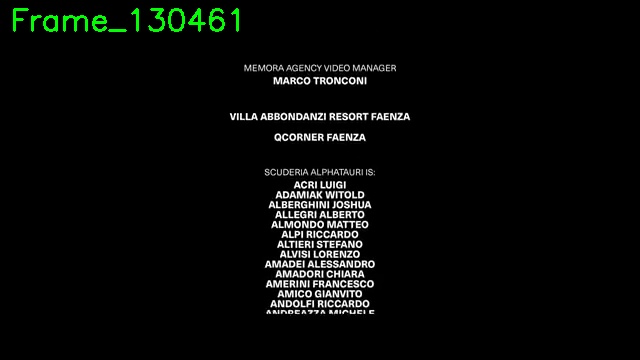 Frame_130461
MEMORA AGENCY VIDEO MANAGER
MARCO TRONCONI
VILLA ABBONDANZI RESORT FAENZA
QCORNER FAENZA
SCUDERIA ALPHATAURI IS:
ACRI LUIGI
ADAMIAK WITOLD
ALBERGHINI JOSHUA
ALLEGRI ALBERTO
ALMONDO MATTEO
ALPI RICCARDO
ALTIERI STEFANO
ALVISI LORENZO
AMADEI ALESSANDRO
AMADORI CHIARA
AMERINI FRANCESCO
AMICO GIANVITO
ANDOLFI RICCARDO
ANDREAZZA MICHELE